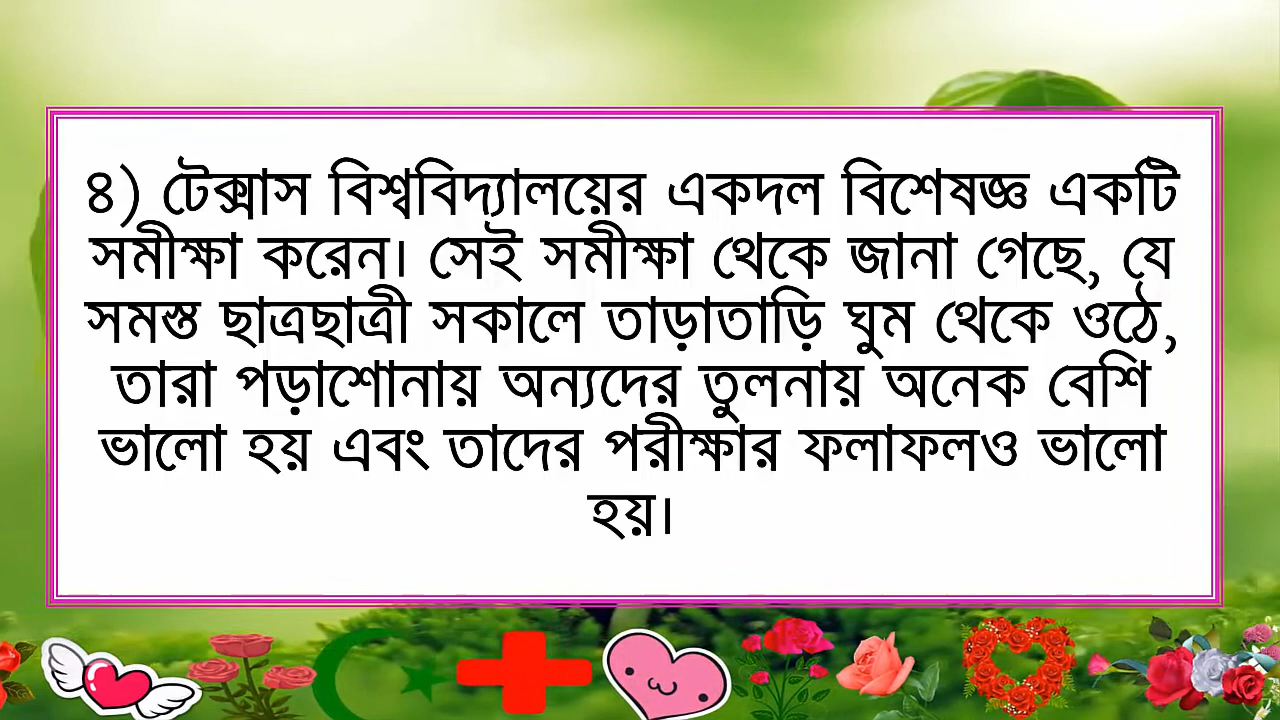 ৪) টেক্সাস বিশ্ববিদ্যালয়ের একদল বিশেষজ্ঞ একটি
সমীক্ষা করেন। সেই সমীক্ষা থেকে জানা গেছে, যে
সমস্ত ছাত্রছাত্রী সকালে তাড়াতাড়ি ঘুম থেকে ওঠে,
তারা পড়াশোনায় অন্যদের তুলনায় অনেক বেশি
ভালো হয় এবং তাদের পরীক্ষার ফলাফলও ভালো
হয়।